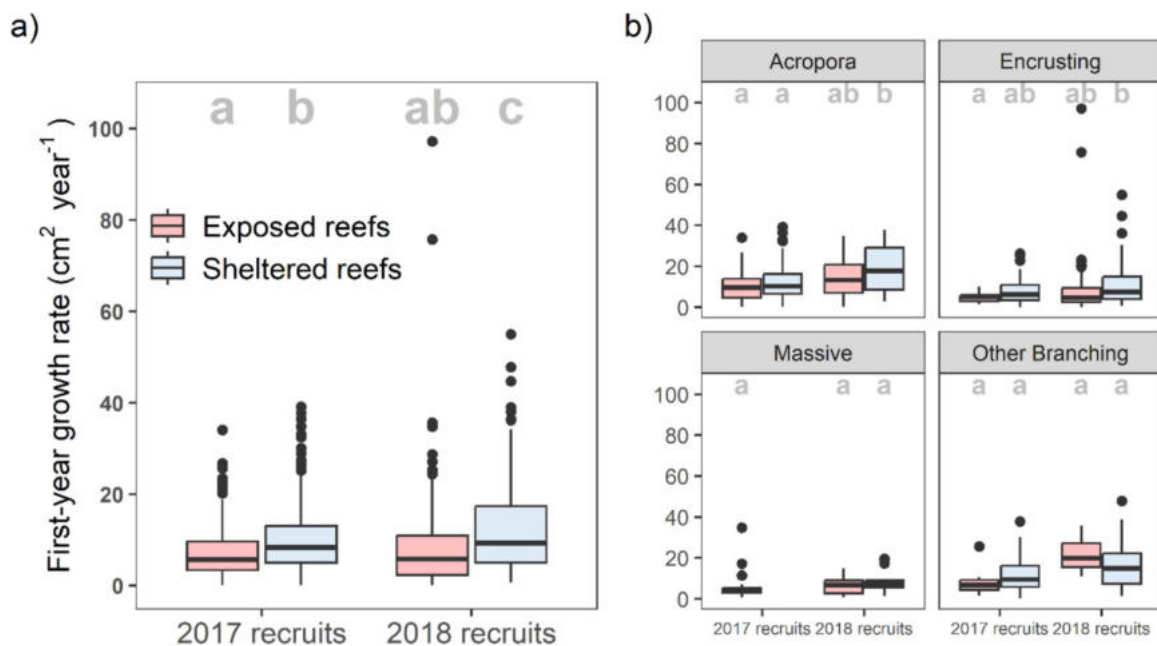 a)
First-year growth rate (cm² year⁻¹)
100
80
60
40
20
0
a b ab c
Exposed reefs
Sheltered reefs
2017 recruits 2018 recruits
b)
Acropora Encrusting
a a ab b a ab ab b
100
80
60
40
20
0
Massive Other Branching
a a a a a a a
100
80
60
40
20
0
2017 recruits 2018 recruits 2017 recruits 2018 recruits